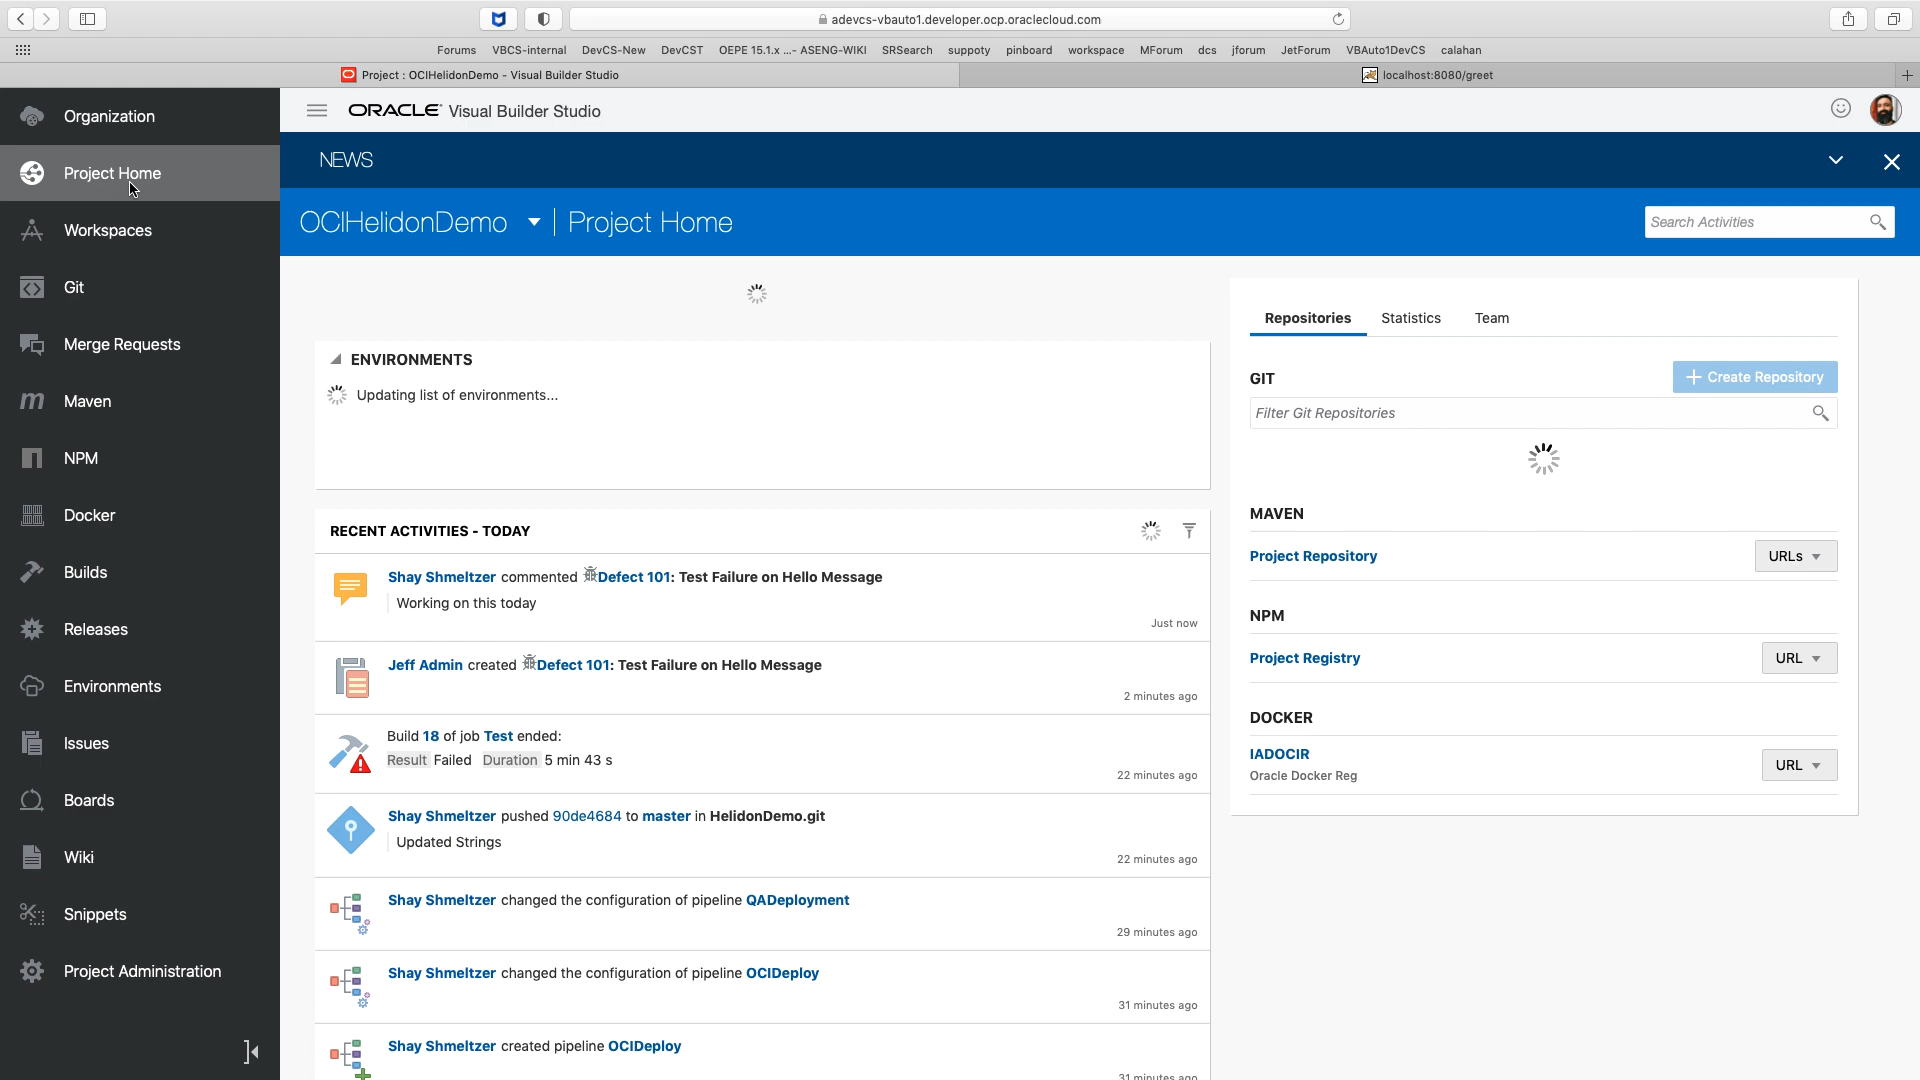 adevcs-vbauto1.developer.ocp.oraclecloud.com
Forums VBCS-internal DevCS-New DevCST OEPE 15.1.x ...- ASENG-WIKI SRSearch suppoty pinboard workspace MForum dcs jforum JetForum VBAuto1DevCS calahan
Project : OCIHelidonDemo - Visual Builder Studio
localhost:8080/greet
Organization
Project Home
Workspaces
Git
Merge Requests
Maven
NPM
Docker
Builds
Releases
Environments
Issues
Boards
Wiki
Snippets
Project Administration
ORACLE Visual Builder Studio
NEWS
OCIHelidonDemo Project Home
Search Activities
ENVIRONMENTS
Updating list of environments...
RECENT ACTIVITIES - TODAY
Shay Shmeltzer commented Defect 101: Test Failure on Hello Message
Working on this today
Just now
Jeff Admin created Defect 101: Test Failure on Hello Message
2 minutes ago
Build 18 of job Test ended:
Result Failed Duration 5 min 43 s
22 minutes ago
Shay Shmeltzer pushed 90de4684 to master in HelidonDemo.git
Updated Strings
22 minutes ago
Shay Shmeltzer changed the configuration of pipeline QADeployment
29 minutes ago
Shay Shmeltzer changed the configuration of pipeline OCIDeploy
31 minutes ago
Shay Shmeltzer created pipeline OCIDeploy
31 minutes ago
Repositories Statistics Team
GIT
Create Repository
Filter Git Repositories
MAVEN
Project Repository
URLs
NPM
Project Registry
URL
DOCKER
IADOCIR
Oracle Docker Reg
URL